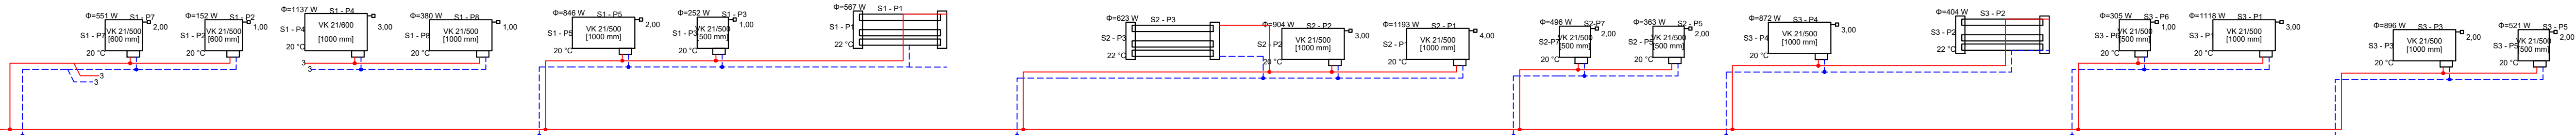 Φ=551 W
S1 - P7
2,00
S1 - P7
VK 21/500
[600 mm]
20 °C
Φ=152 W
S1 - P2
1,00
S1 - P2
VK 21/500
[600 mm]
20 °C
3
3
Φ=1137 W
S1 - P4
3,00
S1 - P4
VK 21/600
[1000 mm]
20 °C
3
3
Φ=380 W
S1 - P8
1,00
S1 - P8
VK 21/500
[1000 mm]
20 °C
Φ=846 W
S1 - P5
2,00
S1 - P5
VK 21/500
[1000 mm]
20 °C
Φ=252 W
S1 - P3
1,00
S1 - P3
VK 21/500
[500 mm]
20 °C
Φ=567 W
S1 - P1
S1 - P1
22 °C
Φ=623 W
S2 - P3
S2 - P3
22 °C
Φ=904 W
S2 - P2
3,00
S2 - P2
VK 21/500
[1000 mm]
20 °C
Φ=1193 W
S2 - P1
4,00
S2 - P1
VK 21/500
[1000 mm]
20 °C
Φ=496 W
S2-P7
2,00
S2-P7
VK 21/500
[500 mm]
20 °C
Φ=363 W
S2 - P5
2,00
S2 - P5
VK 21/500
[500 mm]
20 °C
Φ=872 W
S3 - P4
3,00
S3 - P4
VK 21/500
[1000 mm]
20 °C
Φ=404 W
S3 - P2
S3 - P2
22 °C
Φ=305 W
S3 - P6
1,00
S3 - P6
VK 21/500
[500 mm]
20 °C
Φ=1118 W
S3 - P1
3,00
S3 - P1
VK 21/500
[1000 mm]
20 °C
Φ=896 W
S3 - P3
2,00
S3 - P3
VK 21/500
[1000 mm]
20 °C
Φ=521 W
S3 - P5
2,00
S3 - P5
VK 21/500
[500 mm]
20 °C